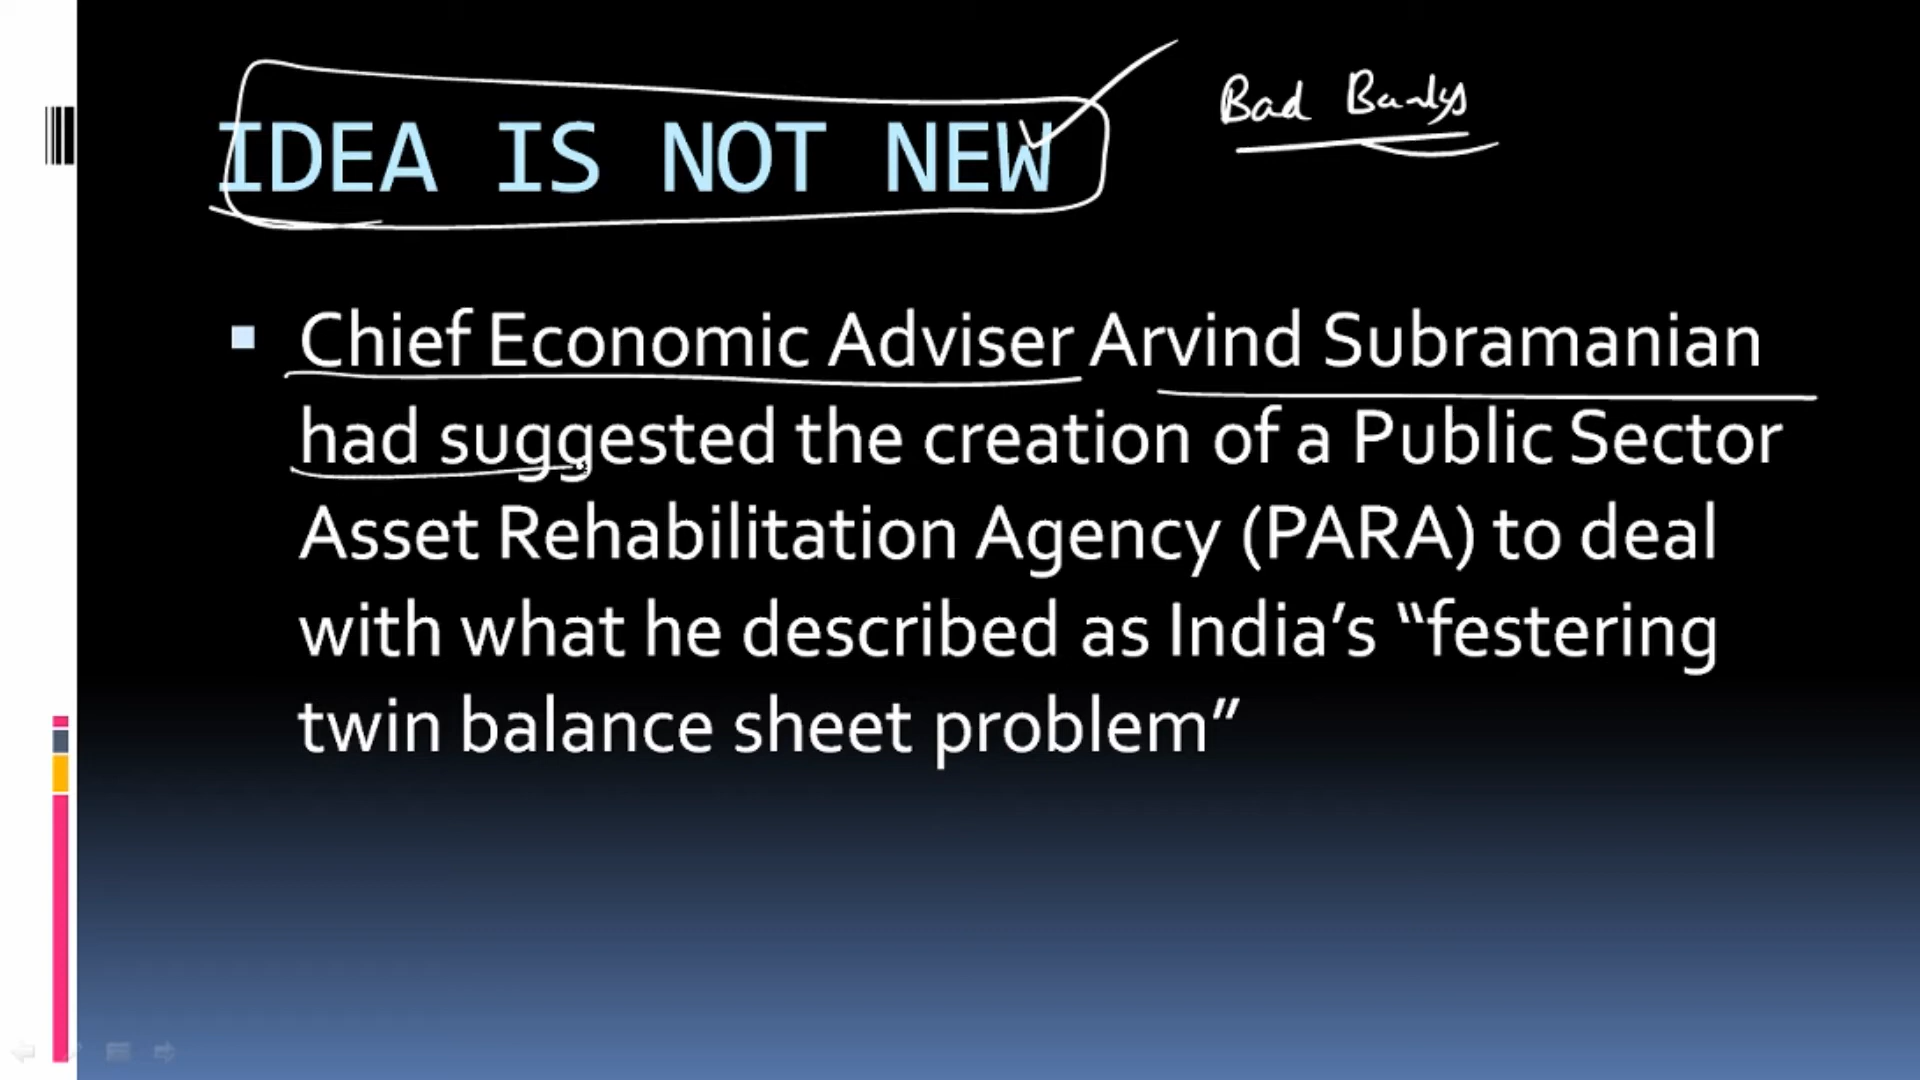 IDEA IS NOT NEW
Bad Banks
Chief Economic Adviser Arvind Subramanian
had suggested the creation of a Public Sector
Asset Rehabilitation Agency (PARA) to deal
with what he described as India’s “festering
twin balance sheet problem”